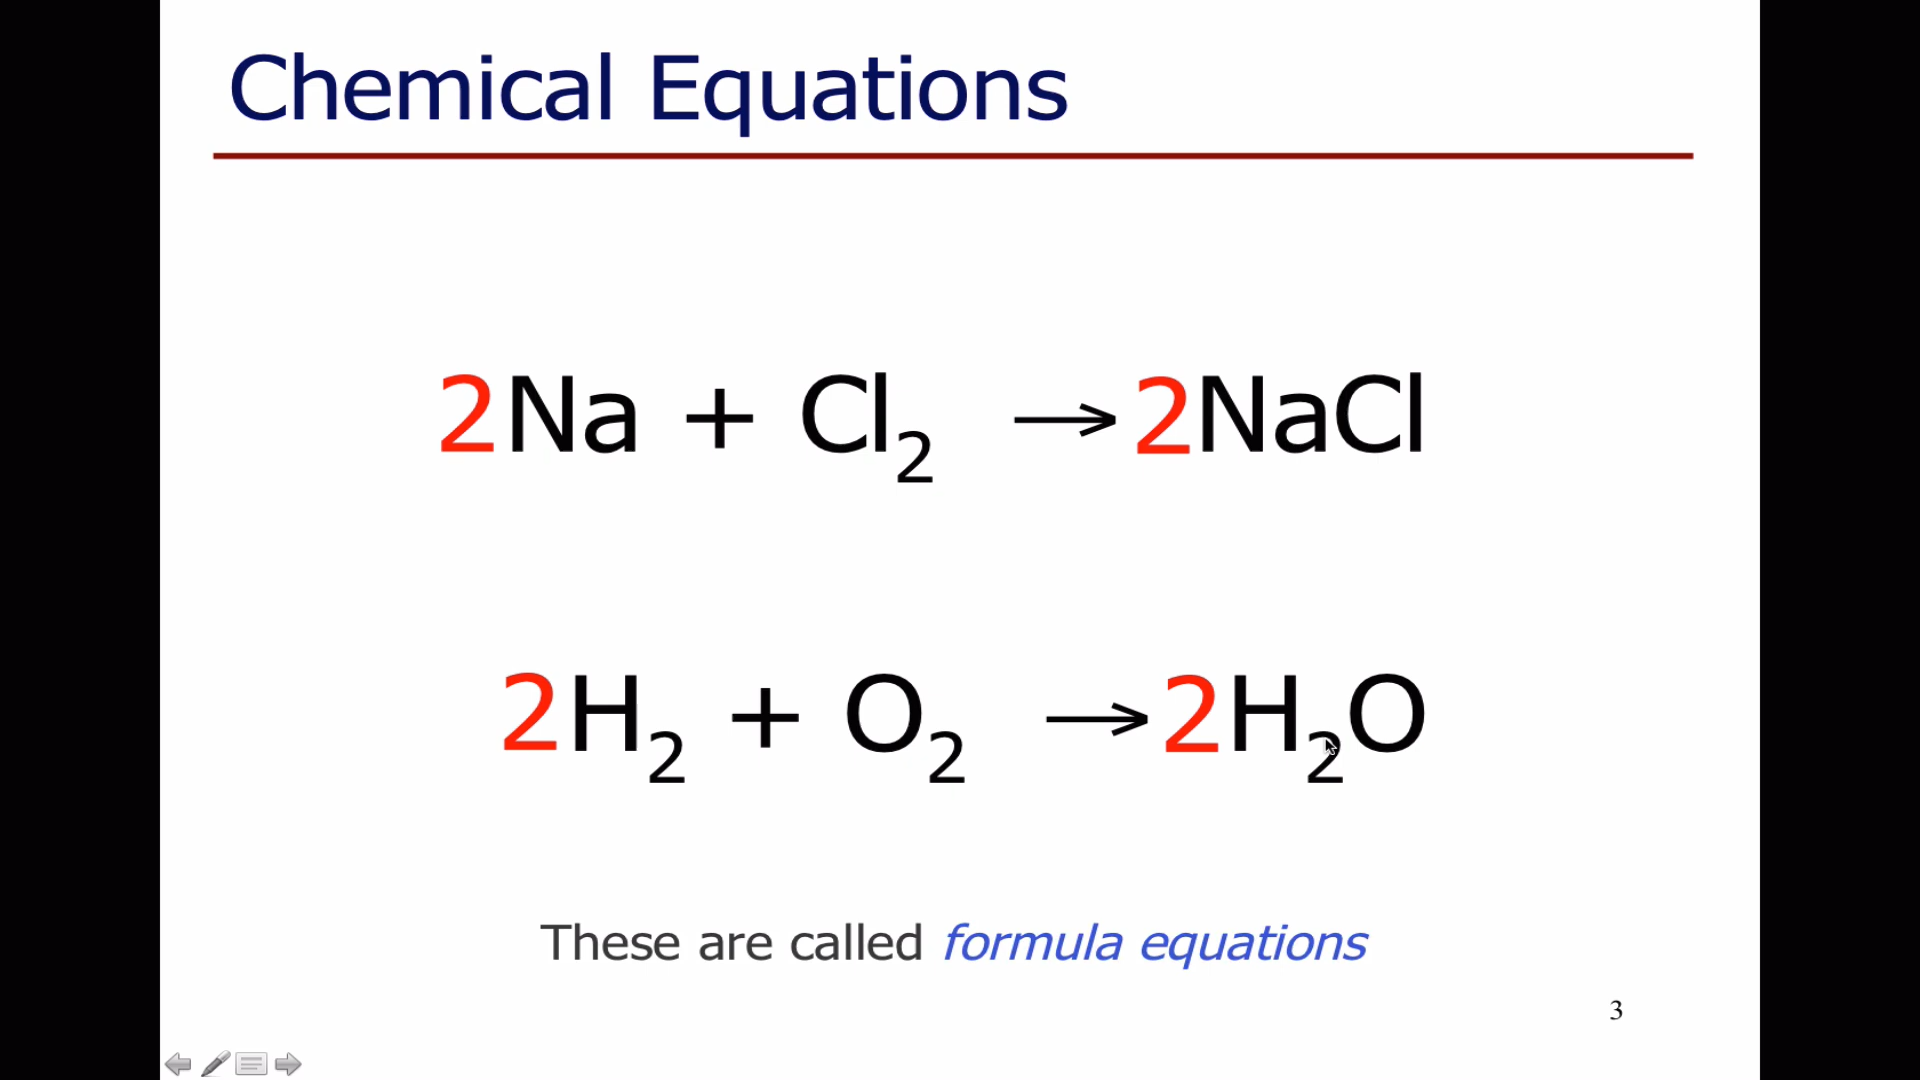 Chemical Equations
2Na + Cl₂ → 2NaCl
2H₂ + O₂ → 2H₂O
These are called formula equations
3